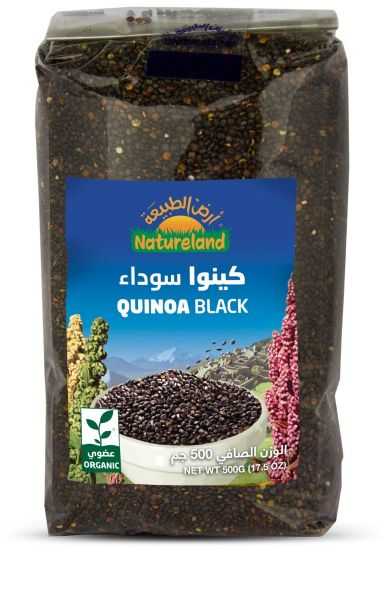 أرض الطبيعة
Natureland
كينوا سوداء
QUINOA BLACK
الوزن الصافي 500 جم
NET WT 500G (17.5 OZ)
عضوي
ORGANIC